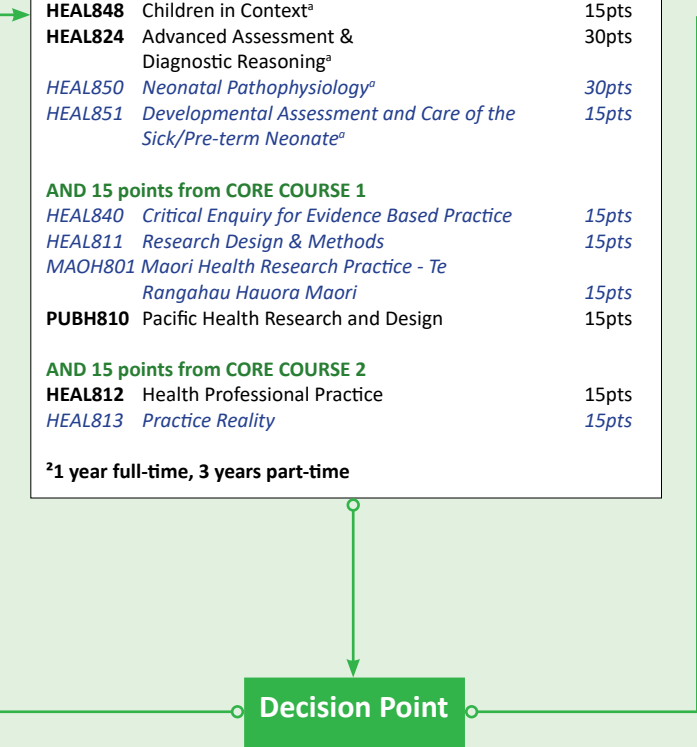 HEAL848 Children in Contextᵃ 15pts
HEAL824 Advanced Assessment & 30pts
Diagnostic Reasoningᵃ
HEAL850 Neonatal Pathophysiologyᵃ 30pts
HEAL851 Developmental Assessment and Care of the 15pts
Sick/Pre-term Neonateᵃ
AND 15 points from CORE COURSE 1
HEAL840 Critical Enquiry for Evidence Based Practice 15pts
HEAL811 Research Design & Methods 15pts
MAOH801 Maori Health Research Practice - Te
Rangahau Hauora Maori 15pts
PUBH810 Pacific Health Research and Design 15pts
AND 15 points from CORE COURSE 2
HEAL812 Health Professional Practice 15pts
HEAL813 Practice Reality 15pts
²1 year full-time, 3 years part-time
Decision Point